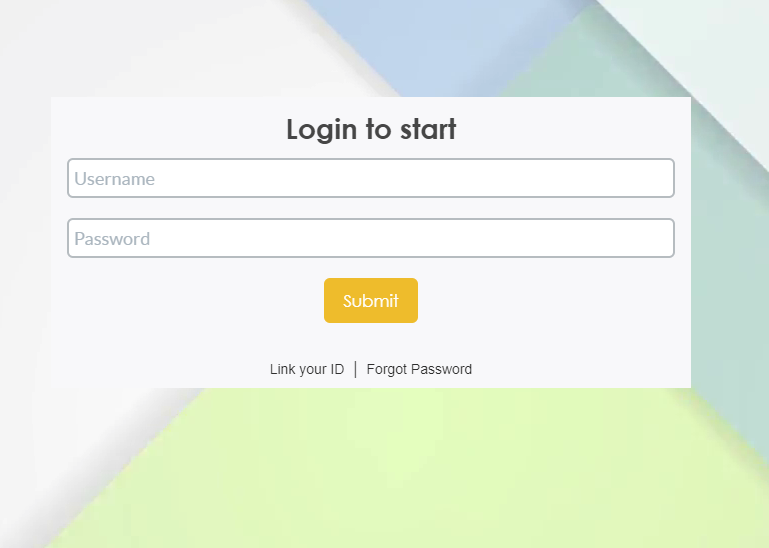 Login to start
Username
Password
Submit
Link your ID | Forgot Password